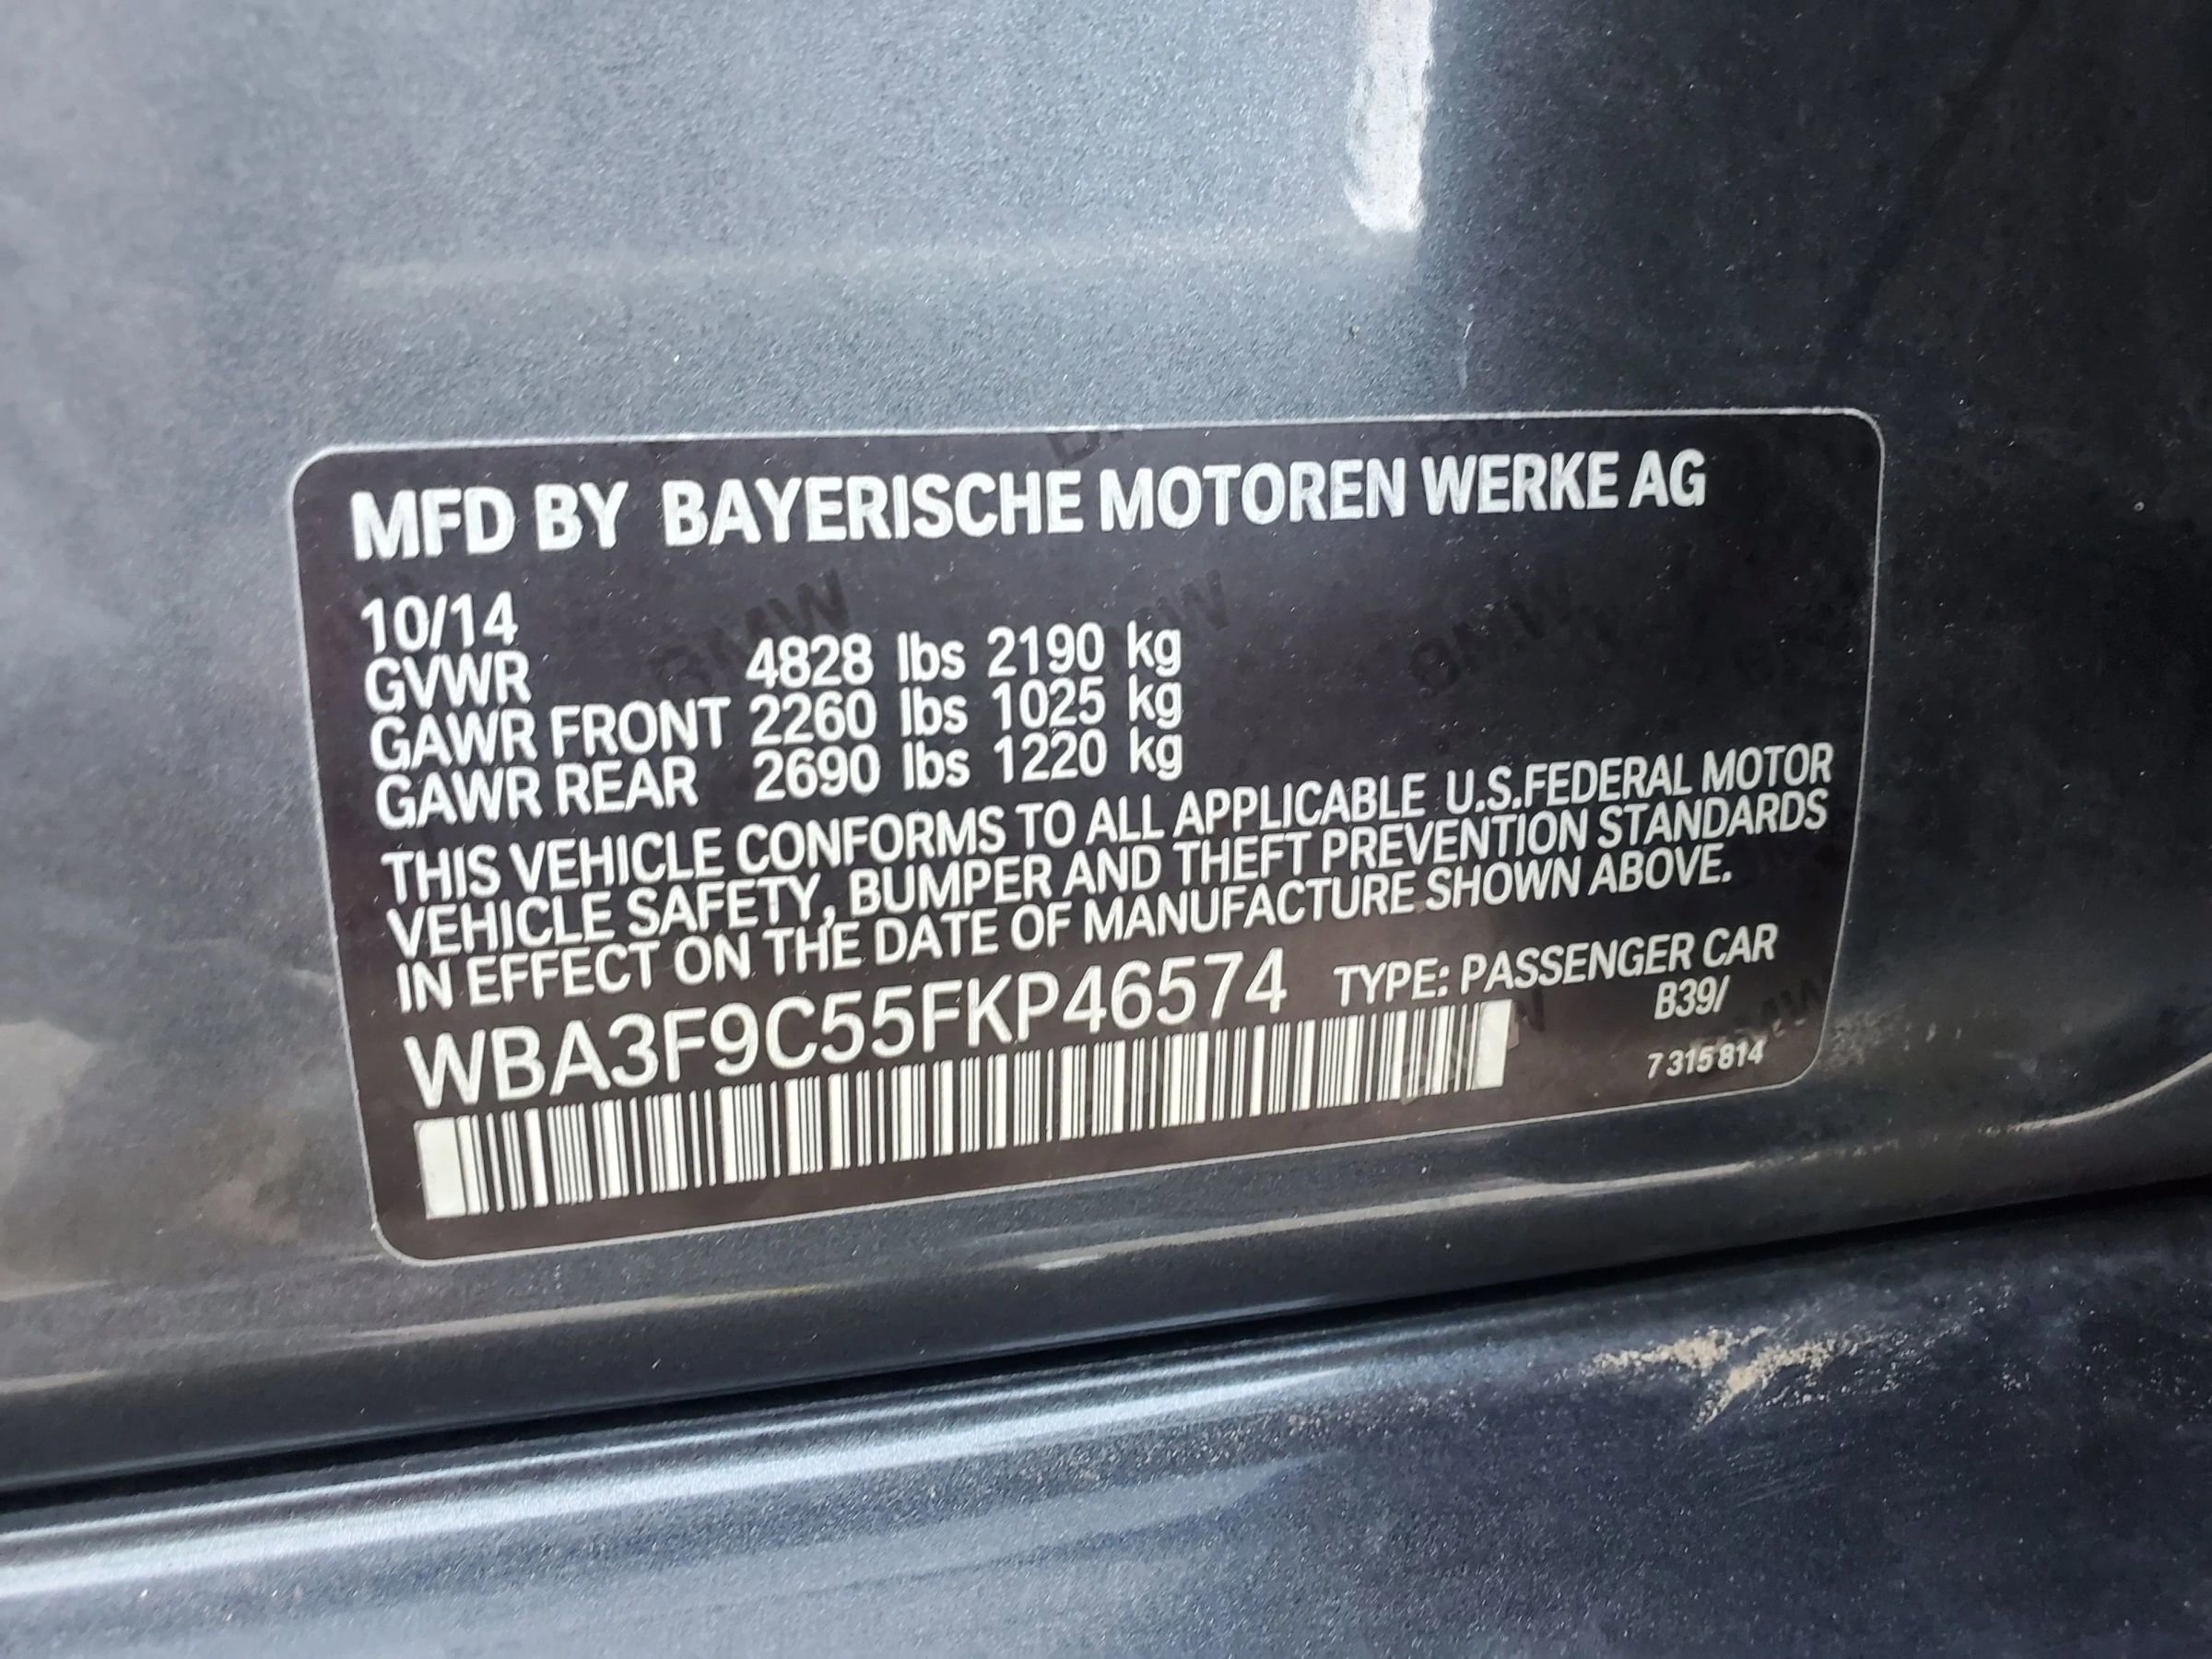 MFD BY BAYERISCHE MOTOREN WERKE AG
10/14
GVWR 4828 lbs 2190 kg
GAWR FRONT 2260 lbs 1025 kg
GAWR REAR 2690 lbs 1220 kg
THIS VEHICLE CONFORMS TO ALL APPLICABLE U.S.FEDERAL MOTOR
VEHICLE SAFETY, BUMPER AND THEFT PREVENTION STANDARDS
IN EFFECT ON THE DATE OF MANUFACTURE SHOWN ABOVE.
WBA3F9C55FKP46574 TYPE: PASSENGER CAR
B39/
7 315 814